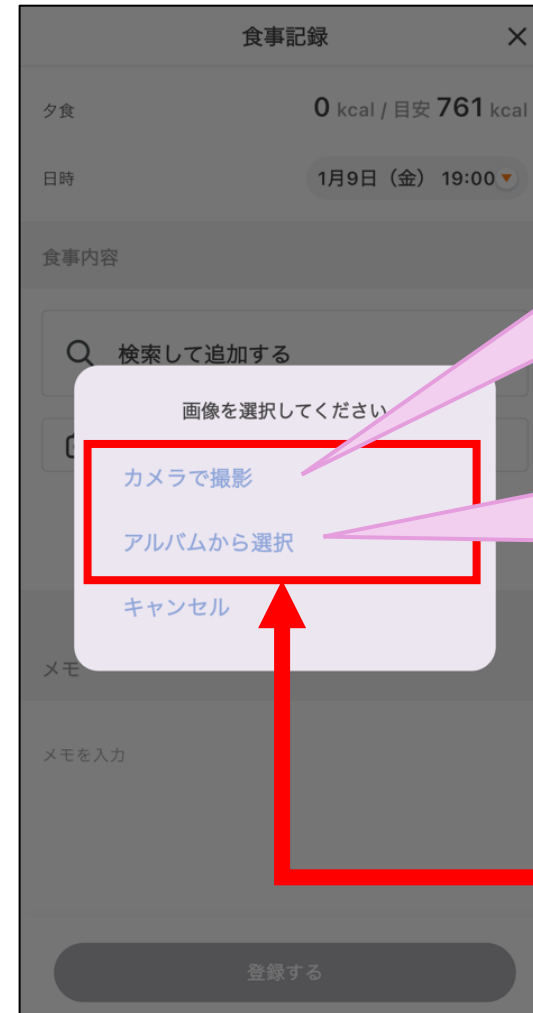 食事記録
夕食 0 kcal / 目安 761 kcal
日時 1月9日（金） 19:00
食事内容
検索して追加する
画像を選択してください
カメラで撮影
アルバムから選択
キャンセル
メモ
メモを入力
登録する